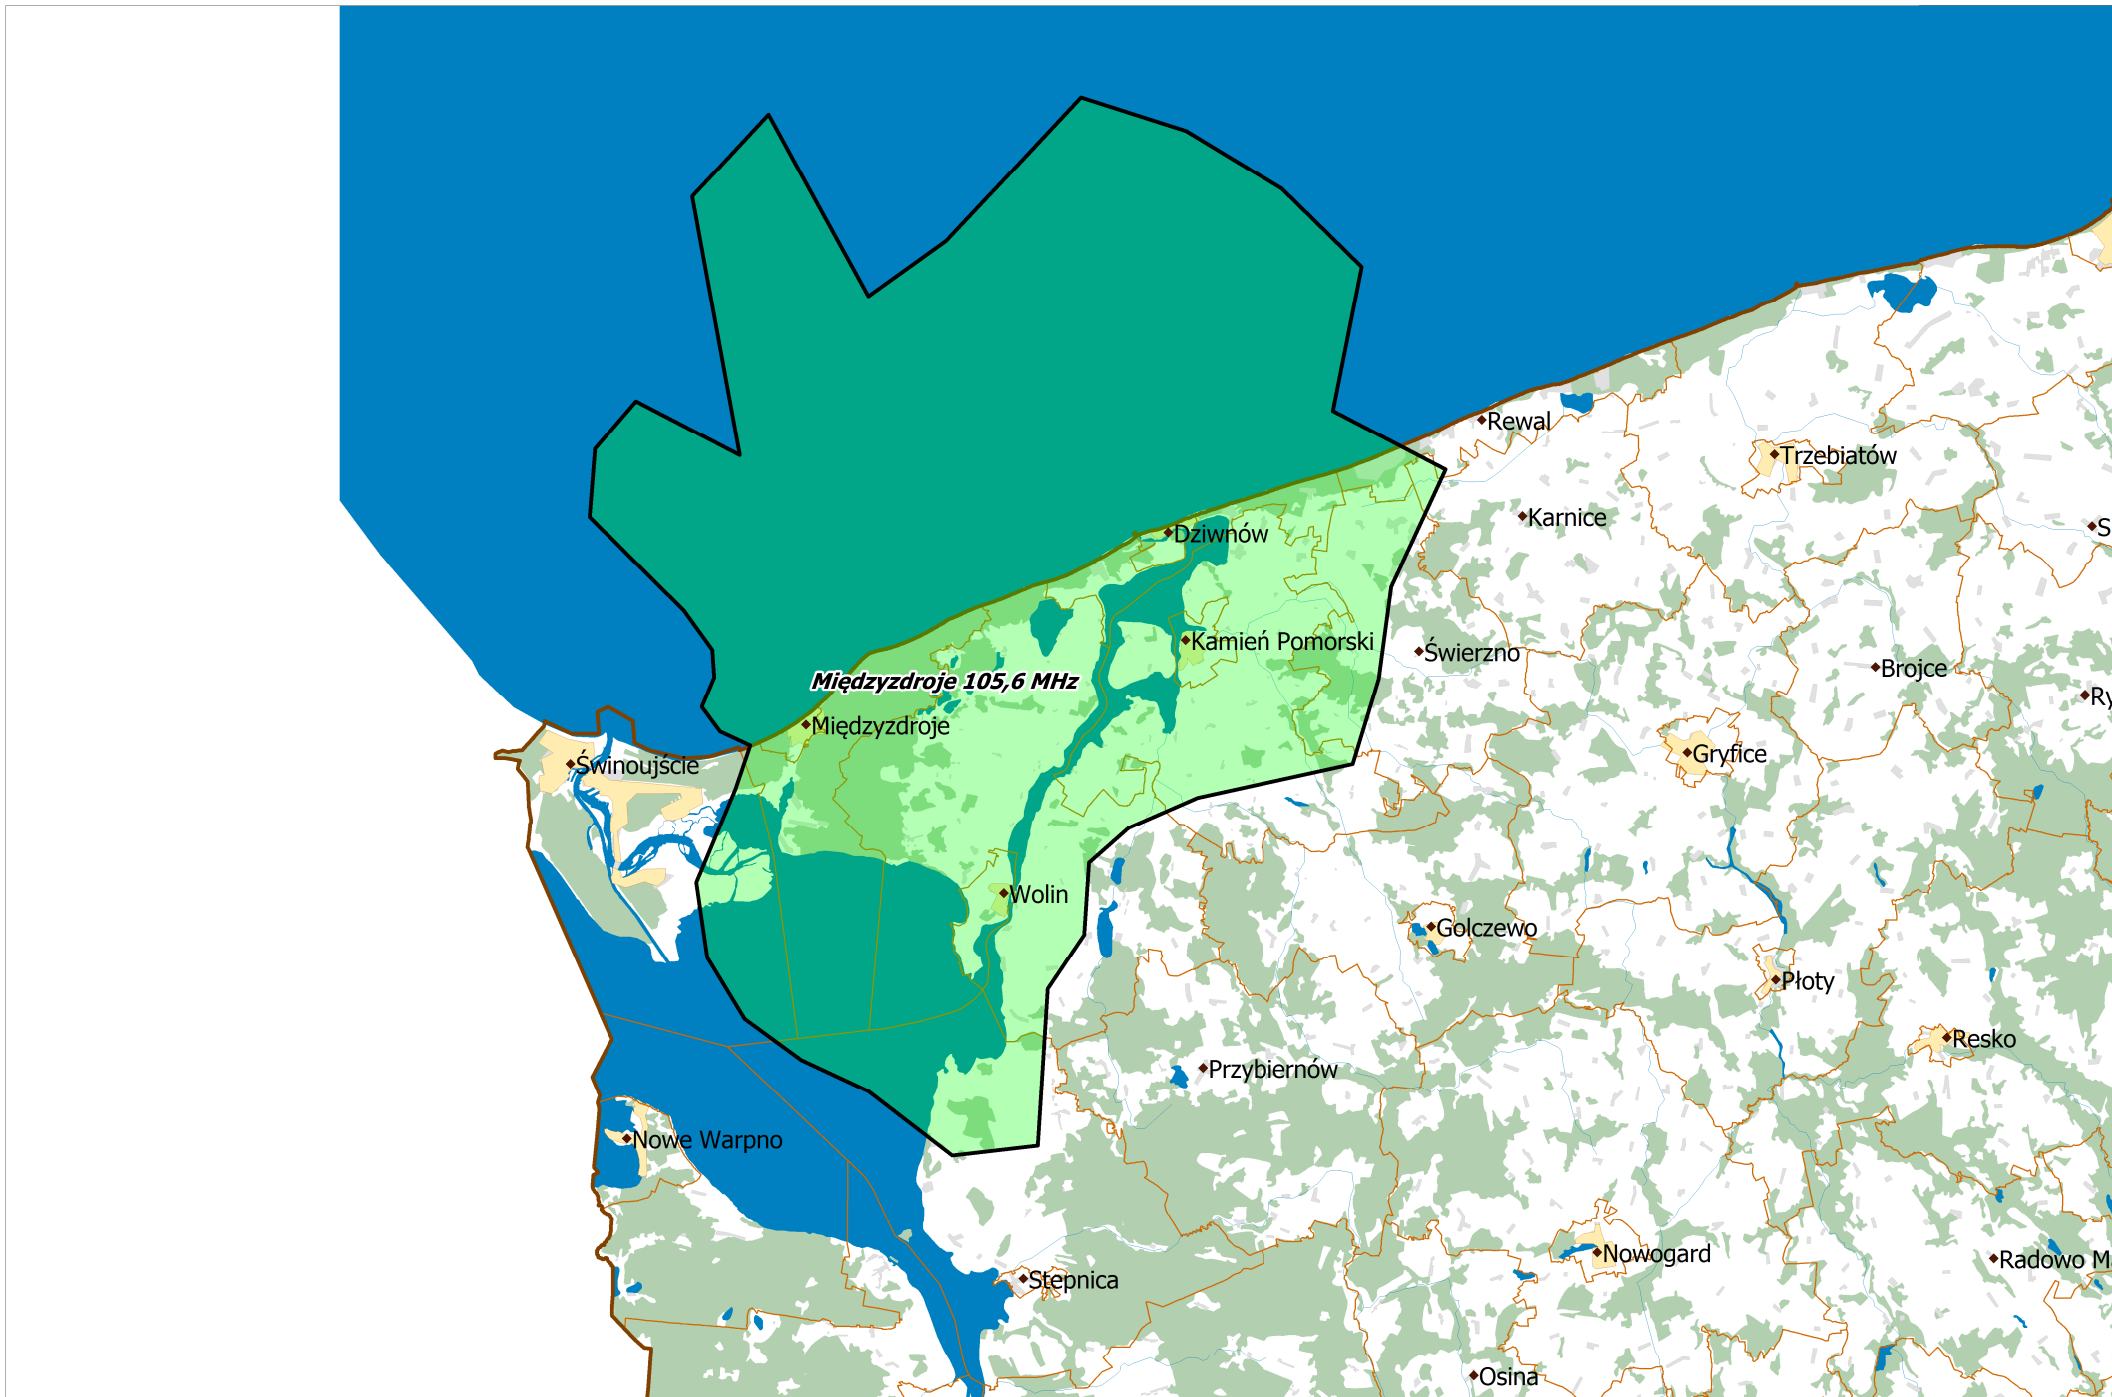 Rewal
Trzebiatów
Karnice
S
Dziwnów
Kamień Pomorski
Świerzno
Brojce
Międzyzdroje 105,6 MHz
Ry
Międzyzdroje
Gryfice
Świnoujście
Wolin
Golczewo
Płoty
Resko
Przybiernów
Nowe Warpno
Nowogard
Radowo M
Stepnica
Osina